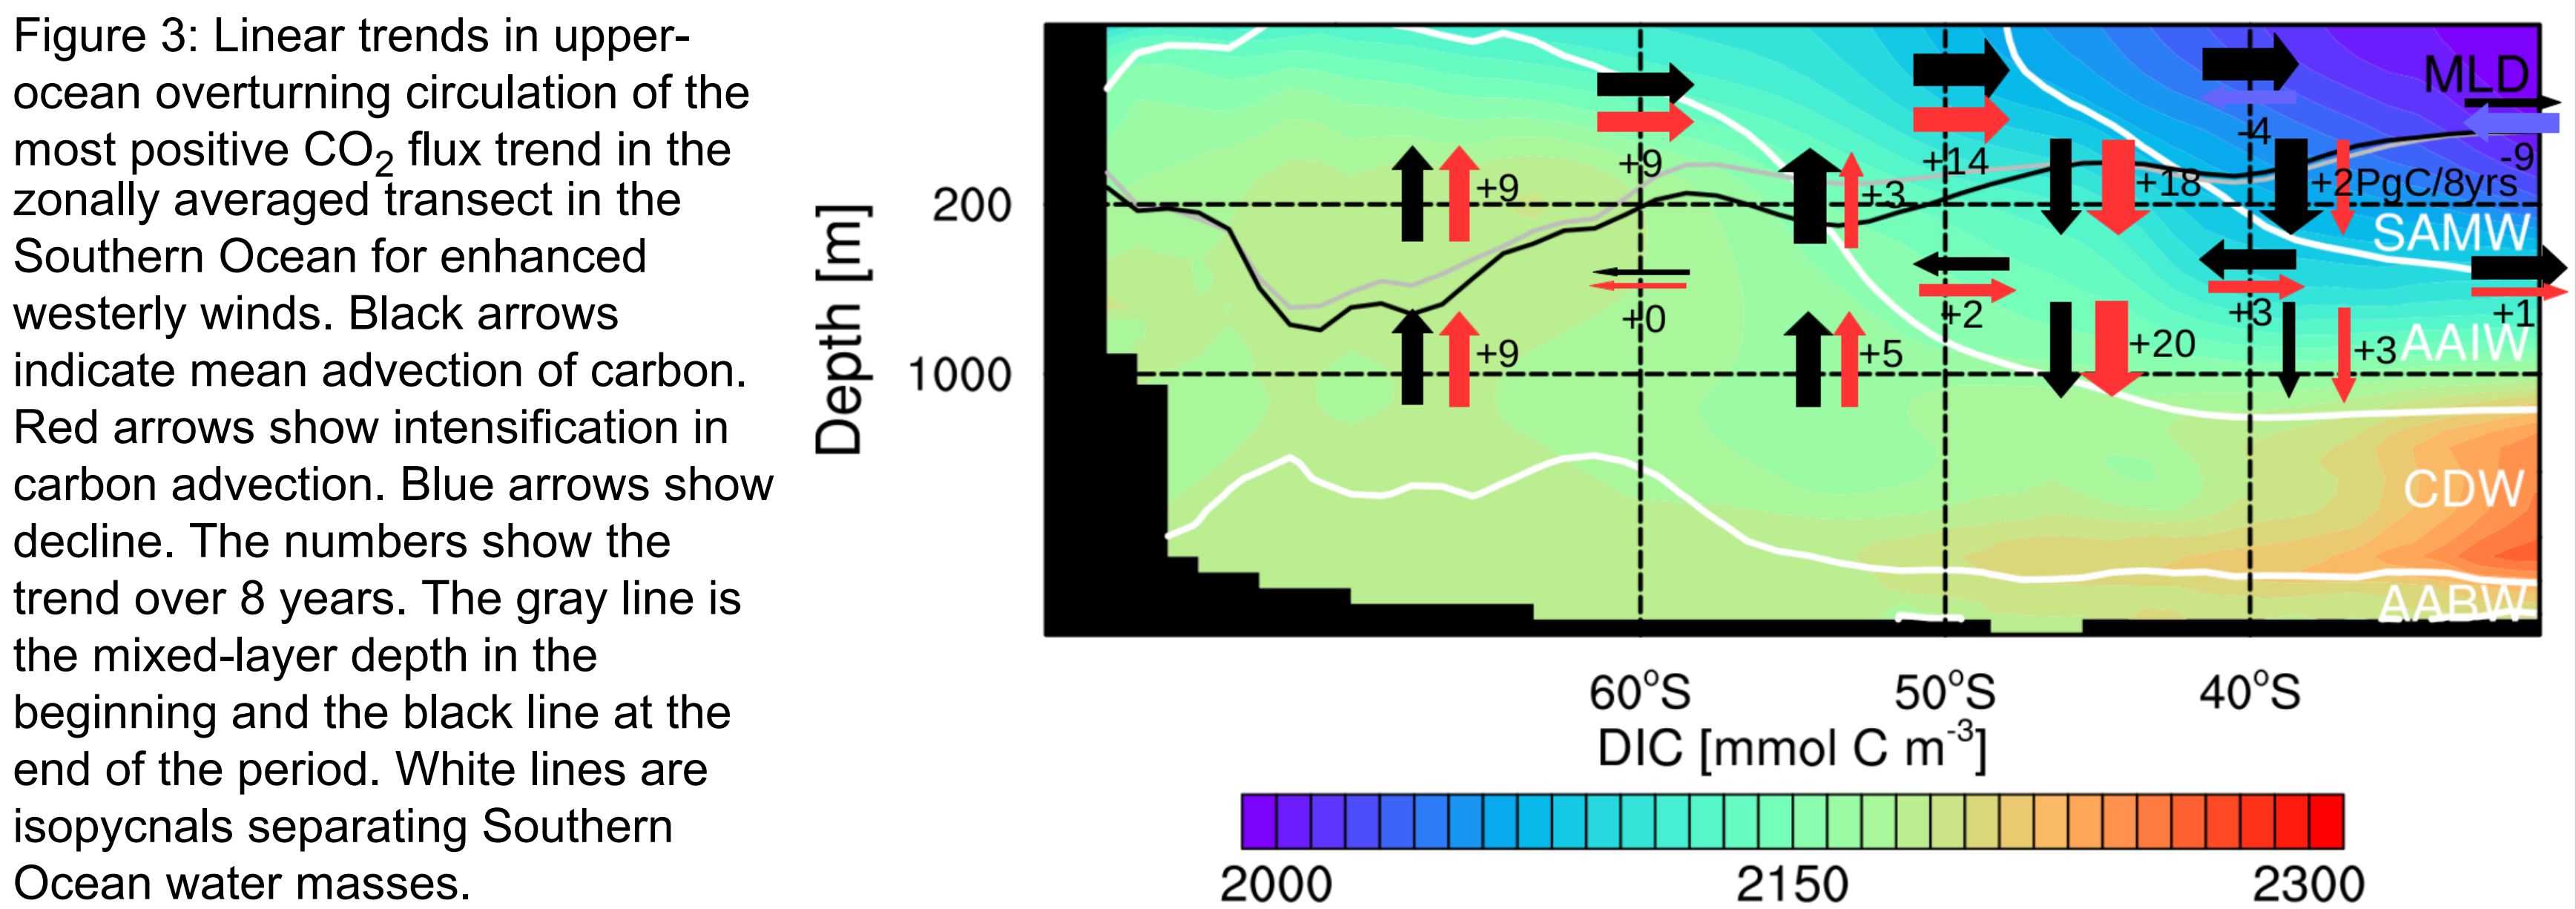 Figure 3: Linear trends in upper-
ocean overturning circulation of the
most positive CO₂ flux trend in the
zonally averaged transect in the
Southern Ocean for enhanced
westerly winds. Black arrows
indicate mean advection of carbon.
Red arrows show intensification in
carbon advection. Blue arrows show
decline. The numbers show the
trend over 8 years. The gray line is
the mixed-layer depth in the
beginning and the black line at the
end of the period. White lines are
isopycnals separating Southern
Ocean water masses.
Depth [m]
200
1000
MLD
-4
-9
+9
+14
+9
+3
+18
+2PgC/8yrs
SAMW
+0
+2
+3
+1
+9
+5
+20
+3
AAIW
CDW
AABW
60°S
50°S
40°S
DIC [mmol C m⁻³]
2000
2150
2300